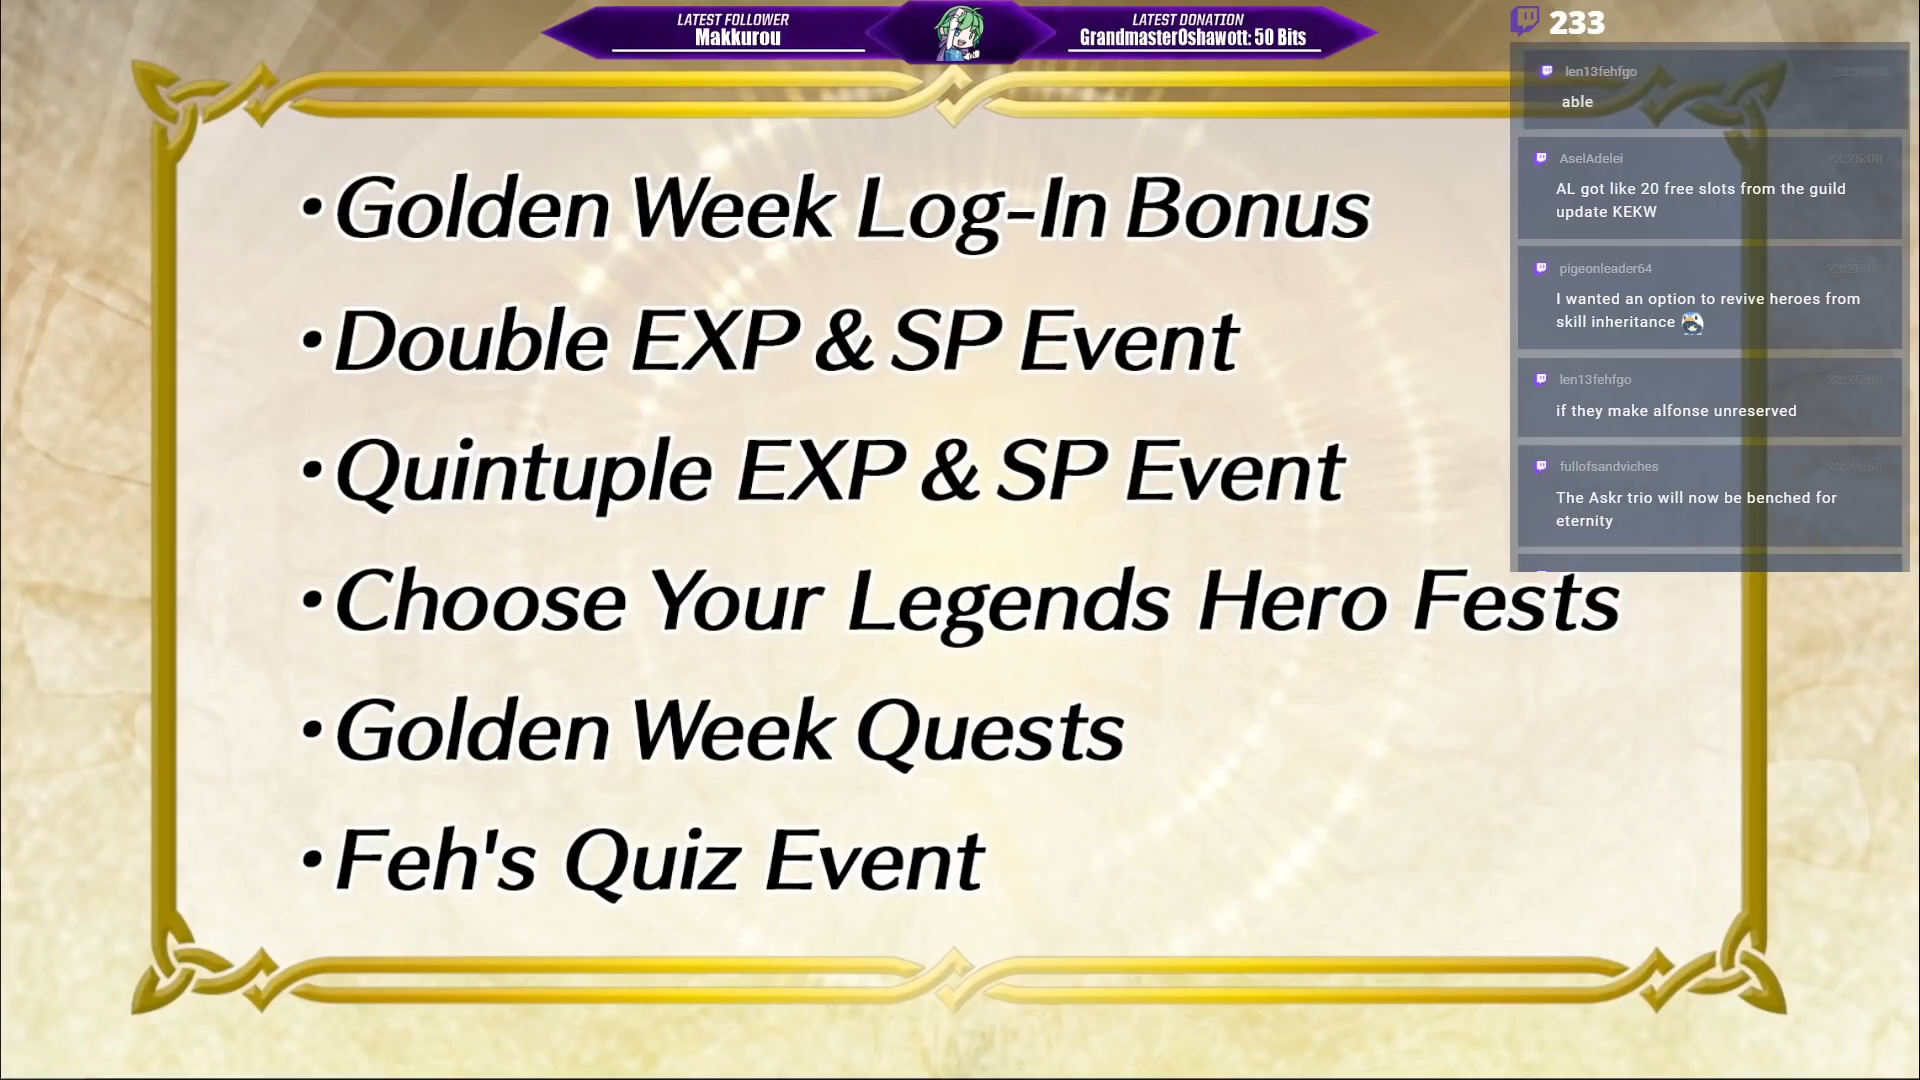 LATEST FOLLOWER
Makkurou
LATEST DONATION
GrandmasterOshawott: 50 Bits
233
• Golden Week Log-In Bonus
• Double EXP & SP Event
• Quintuple EXP & SP Event
• Choose Your Legends Hero Fests
• Golden Week Quests
• Feh's Quiz Event
len13fehfgo
able
AselAdelei
AL got like 20 free slots from the guild
update KEKW
pigeonleader64
I wanted an option to revive heroes from
skill inheritance
len13fehfgo
if they make alfonse unreserved
fullofsandviches
The Askr trio will now be benched for
eternity